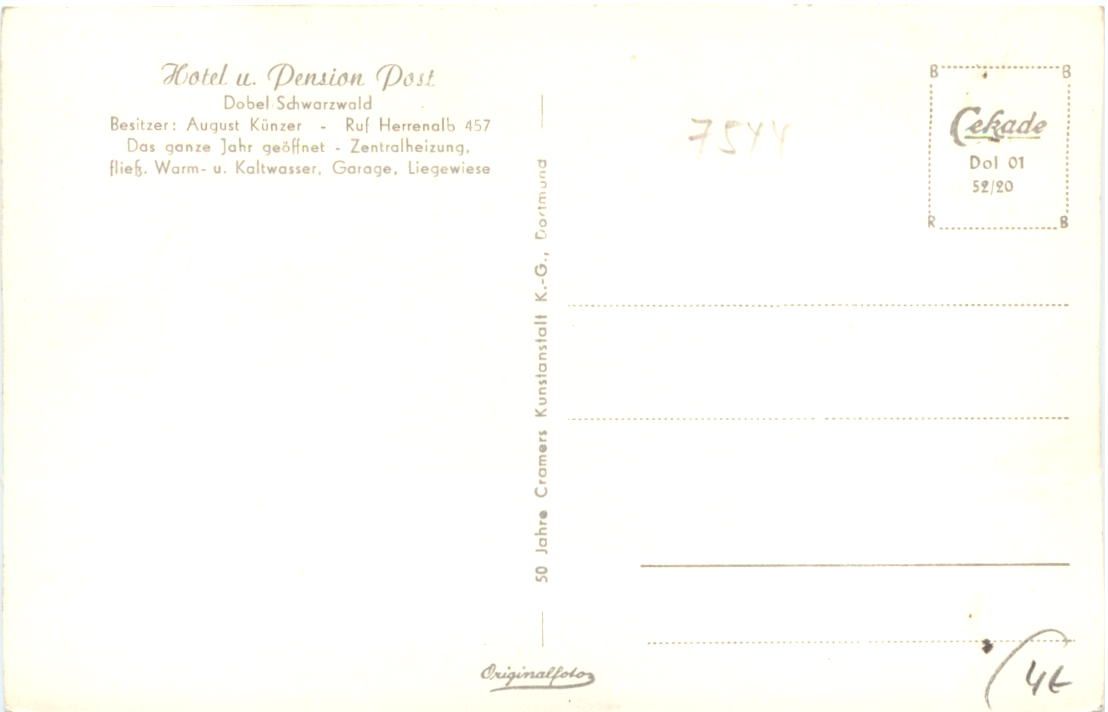 Hotel u. Pension Post
Dobel Schwarzwald
Besitzer: August Künzer - Ruf Herrenalb 457
Das ganze Jahr geöffnet - Zentralheizung,
fließ. Warm- u. Kaltwasser, Garage, Liegewiese
50 Jahre Cramers Kunstanstalt K.-G., Dortmund
Originalfoto
7544
B B
Cekade
Dol 01
52/20
R B
4€